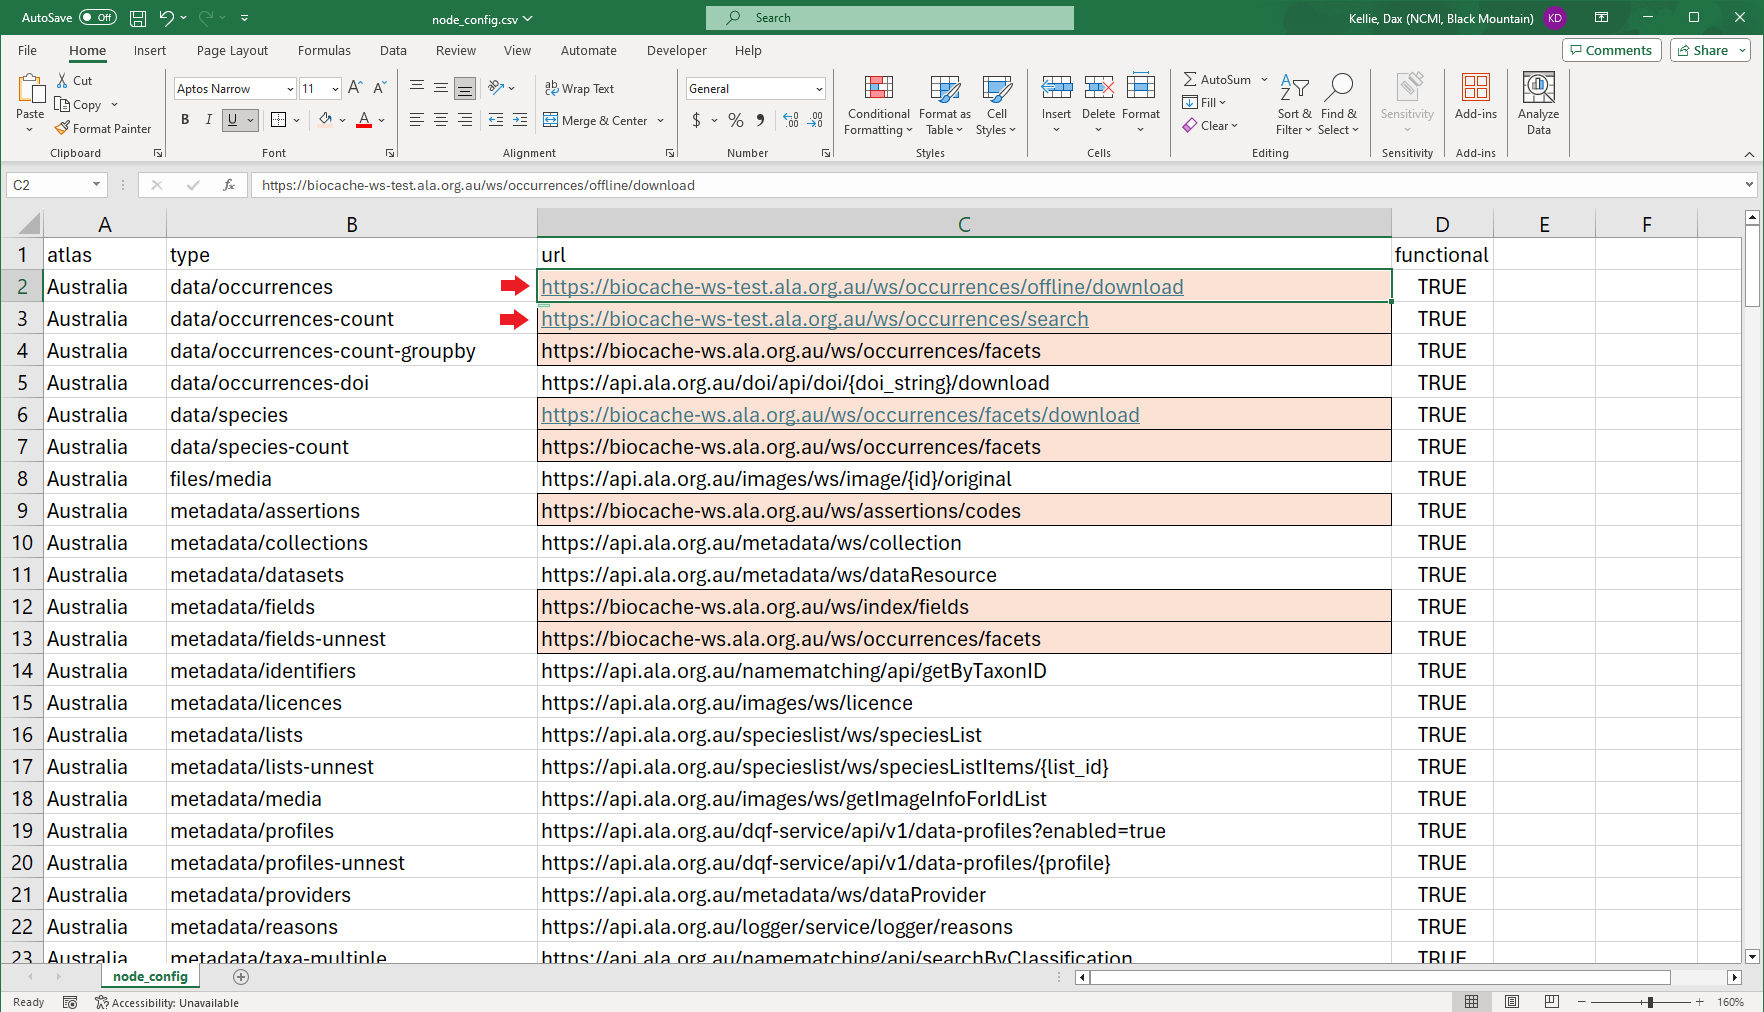 AutoSave Off node_config.csv Search Kellie, Dax (NCMI, Black Mountain) KD
File Home Insert Page Layout Formulas Data Review View Automate Developer Help Comments Share
Paste Cut Copy Format Painter Clipboard
Aptos Narrow 11 B I U Font
Wrap Text Merge & Center Alignment
General $ % Number
Conditional Formatting Format as Table Cell Styles Styles
Insert Delete Format Cells
AutoSum Fill Clear Sort & Filter Find & Select Editing
Sensitivity Sensitivity
Add-ins Add-ins
Analyze Data
C2 fx https://biocache-ws-test.ala.org.au/ws/occurrences/offline/download
A B C D E F
1 atlas type url functional
2 Australia data/occurrences https://biocache-ws-test.ala.org.au/ws/occurrences/offline/download TRUE
3 Australia data/occurrences-count https://biocache-ws-test.ala.org.au/ws/occurrences/search TRUE
4 Australia data/occurrences-count-groupby https://biocache-ws.ala.org.au/ws/occurrences/facets TRUE
5 Australia data/occurrences-doi https://api.ala.org.au/doi/api/doi/{doi_string}/download TRUE
6 Australia data/species https://biocache-ws.ala.org.au/ws/occurrences/facets/download TRUE
7 Australia data/species-count https://biocache-ws.ala.org.au/ws/occurrences/facets TRUE
8 Australia files/media https://api.ala.org.au/images/ws/image/{id}/original TRUE
9 Australia metadata/assertions https://biocache-ws.ala.org.au/ws/assertions/codes TRUE
10 Australia metadata/collections https://api.ala.org.au/metadata/ws/collection TRUE
11 Australia metadata/datasets https://api.ala.org.au/metadata/ws/dataResource TRUE
12 Australia metadata/fields https://biocache-ws.ala.org.au/ws/index/fields TRUE
13 Australia metadata/fields-unnest https://biocache-ws.ala.org.au/ws/occurrences/facets TRUE
14 Australia metadata/identifiers https://api.ala.org.au/namematching/api/getByTaxonID TRUE
15 Australia metadata/licences https://api.ala.org.au/images/ws/licence TRUE
16 Australia metadata/lists https://api.ala.org.au/specieslist/ws/speciesList TRUE
17 Australia metadata/lists-unnest https://api.ala.org.au/specieslist/ws/speciesListItems/{list_id} TRUE
18 Australia metadata/media https://api.ala.org.au/images/ws/getImageInfoForIdList TRUE
19 Australia metadata/profiles https://api.ala.org.au/dqf-service/api/v1/data-profiles?enabled=true TRUE
20 Australia metadata/profiles-unnest https://api.ala.org.au/dqf-service/api/v1/data-profiles/{profile} TRUE
21 Australia metadata/providers https://api.ala.org.au/metadata/ws/dataProvider TRUE
22 Australia metadata/reasons https://api.ala.org.au/logger/service/logger/reasons TRUE
23 Australia metadata/taxa-multiple https://api.ala.org.au/namematching/api/searchByClassification TRUE
node_config
Ready Accessibility: Unavailable 160%